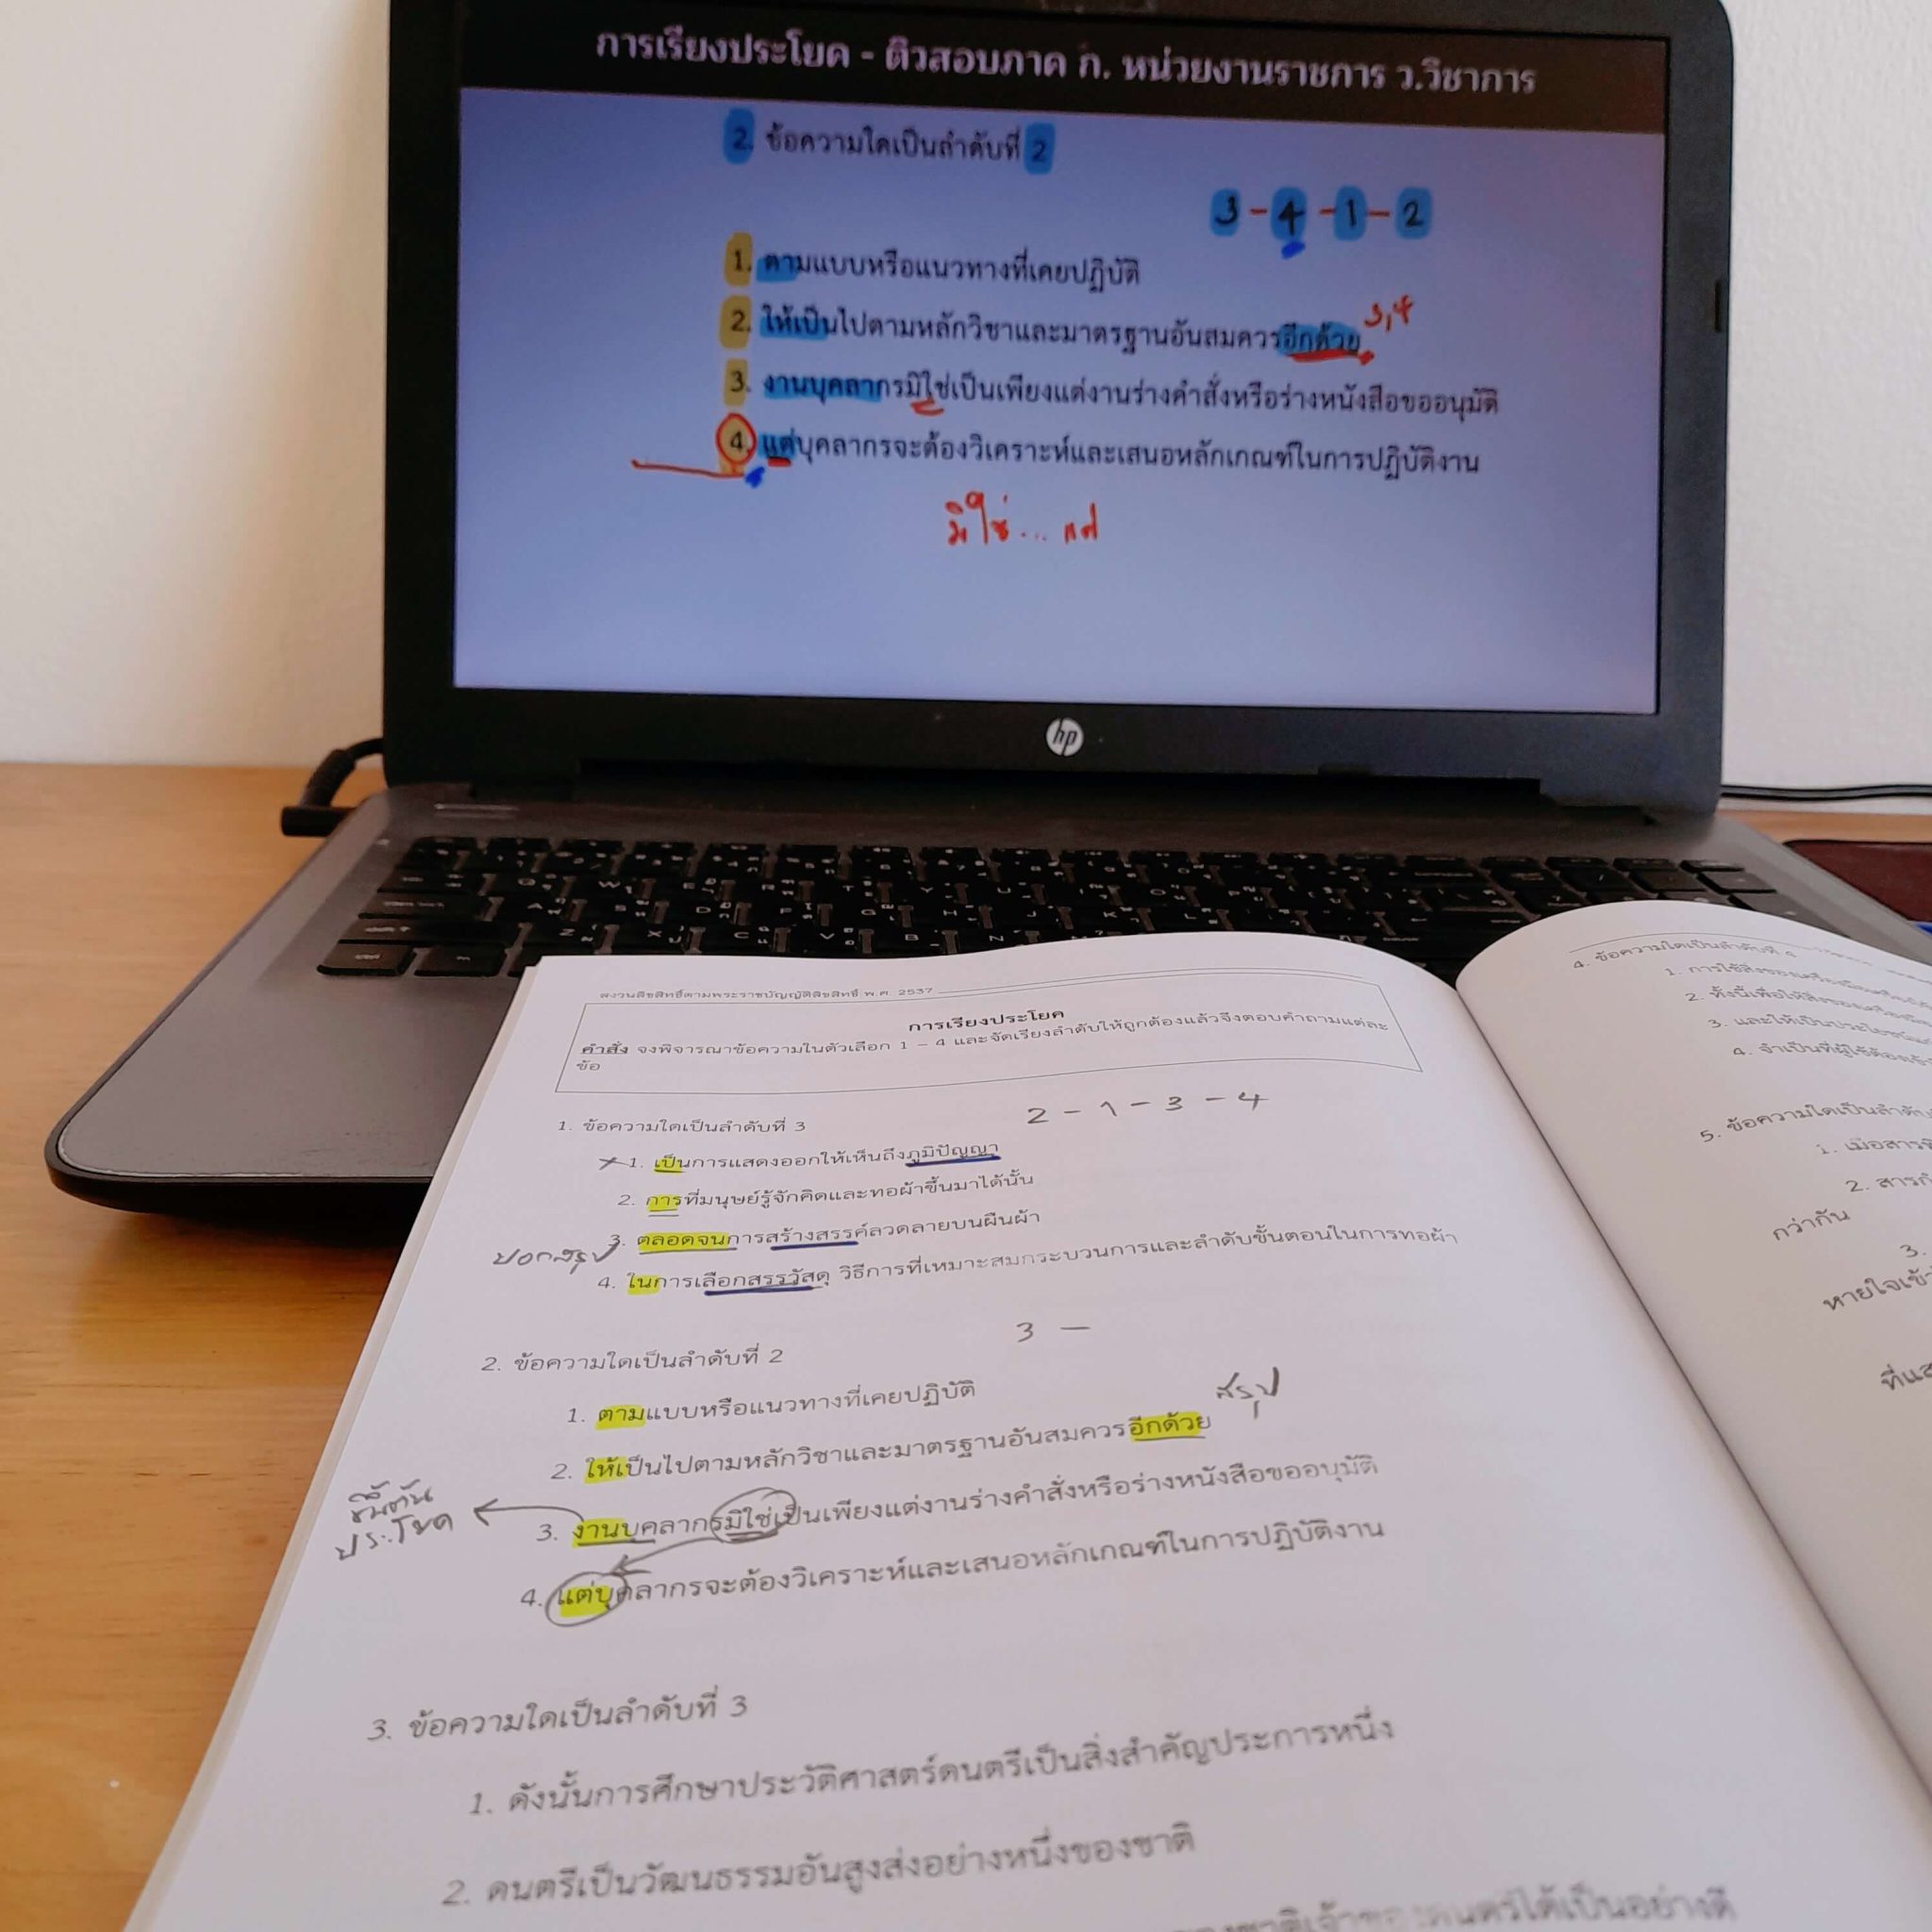 การเรียงประโยค - ติวสอบภาค ก. หน่วยงานราชการ ว.วิชาการ
2. ข้อความใดเป็นลำดับที่ 2
3 - 4 - 1 - 2
1. ตามแบบหรือแนวทางที่เคยปฏิบัติ
2. ให้เป็นไปตามหลักวิชาและมาตรฐานอันสมควรอีกด้วย 3,4
3. งานบุคลากรมิใช่เป็นเพียงแต่งานร่างคำสั่งหรือร่างหนังสือขออนุมัติ
4. แต่บุคลากรจะต้องวิเคราะห์และเสนอหลักเกณฑ์ในการปฏิบัติงาน
มิใช่... แต่
hp
สงวนลิขสิทธิ์ตามพระราชบัญญัติลิขสิทธิ์ พ.ศ. 2537
การเรียงประโยค
คำสั่ง จงพิจารณาข้อความในตัวเลือก 1 - 4 และจัดเรียงลำดับให้ถูกต้องแล้วจึงตอบคำถามแต่ละ
ข้อ
2 - 1 - 3 - 4
1. ข้อความใดเป็นลำดับที่ 3
1. เป็นการแสดงออกให้เห็นถึงภูมิปัญญา
2. การที่มนุษย์รู้จักคิดและทอผ้าขึ้นมาได้นั้น
3. ตลอดจนการสร้างสรรค์ลวดลายบนผืนผ้า
บอกสรุป
4. ในการเลือกสรรวัสดุ วิธีการที่เหมาะสมกระบวนการและลำดับขั้นตอนในการทอผ้า
3 -
2. ข้อความใดเป็นลำดับที่ 2
1. ตามแบบหรือแนวทางที่เคยปฏิบัติ
2. ให้เป็นไปตามหลักวิชาและมาตรฐานอันสมควรอีกด้วย สรุป
3. งานบุคลากรมิใช่เป็นเพียงแต่งานร่างคำสั่งหรือร่างหนังสือขออนุมัติ
ขึ้นต้น
ประโยค
4. แต่บุคลากรจะต้องวิเคราะห์และเสนอหลักเกณฑ์ในการปฏิบัติงาน
3. ข้อความใดเป็นลำดับที่ 3
1. ดังนั้นการศึกษาประวัติศาสตร์ดนตรีเป็นสิ่งสำคัญประการหนึ่ง
2. ดนตรีเป็นวัฒนธรรมอันสูงส่งอย่างหนึ่งของชาติ
ได้เป็นอย่างดี
4. ข้อความใดเป็นลำดับที่
1. การใช้สิ่งของ
2. ทั้งนี้เพื่อให้
3. และให้เป็นประโยชน์
4. จำเป็นที่ผู้ใช้ต้อง
5. ข้อความใดเป็นลำดับ
1. เมื่อสาร
2. สาร
กว่ากัน
3.
หายใจเข้า